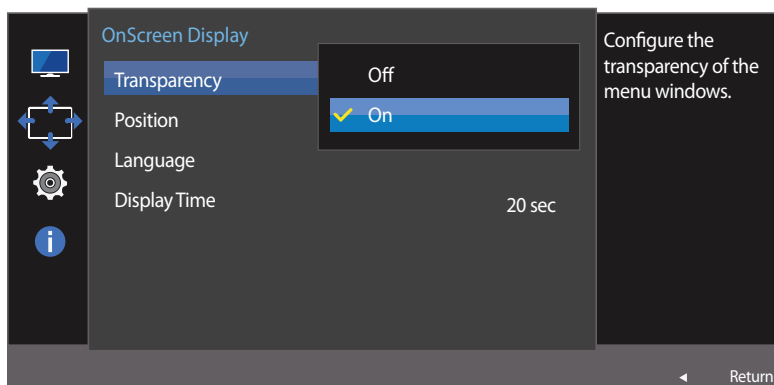 OnScreen Display
Transparency
Off
On
Position
Language
Display Time
20 sec
Configure the
transparency of the
menu windows.
Return